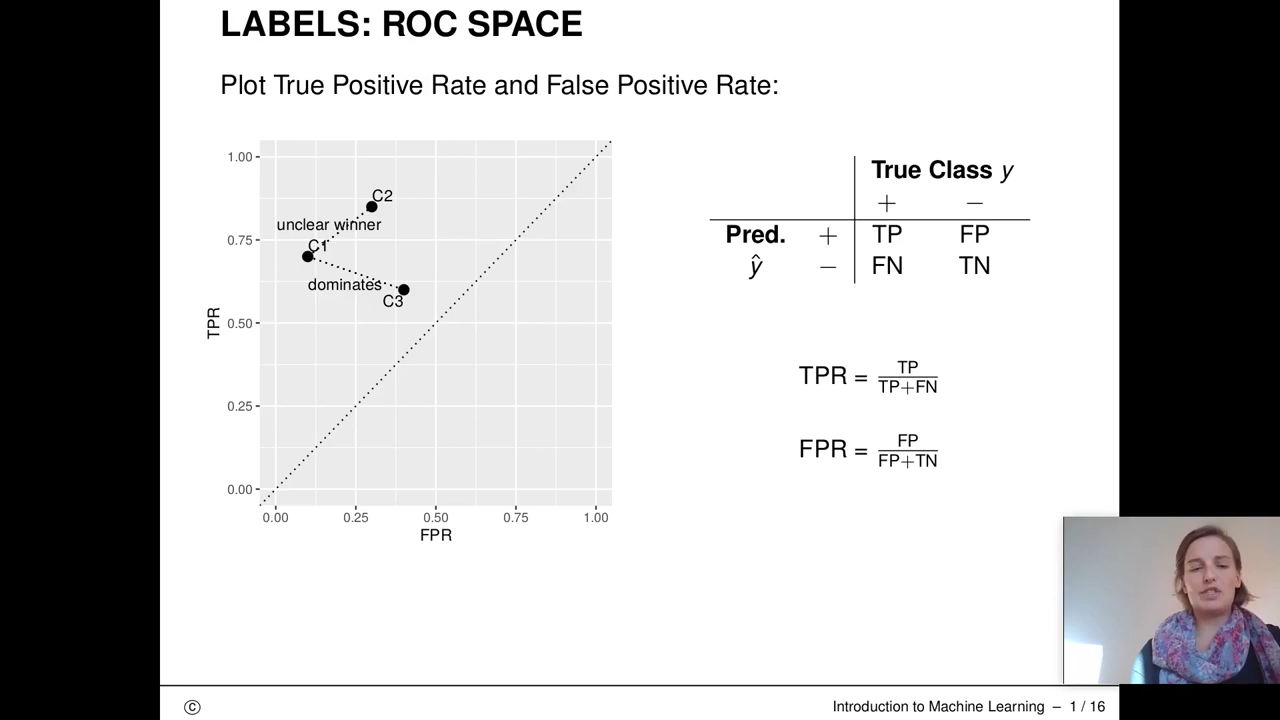 LABELS: ROC SPACE
Plot True Positive Rate and False Positive Rate:
1.00
0.75
0.50
0.25
0.00
TPR
C2
unclear winner
C1
dominates
C3
0.00 0.25 0.50 0.75 1.00
FPR
True Class y
+ −
Pred. + TP FP
ŷ − FN TN
TPR = TP / TP+FN
FPR = FP / FP+TN
© Introduction to Machine Learning – 1 / 16